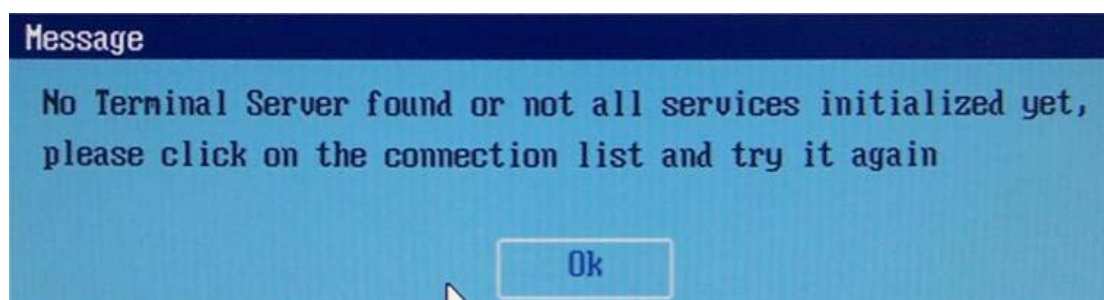 Message
No Terminal Server found or not all services initialized yet,
please click on the connection list and try it again
Ok